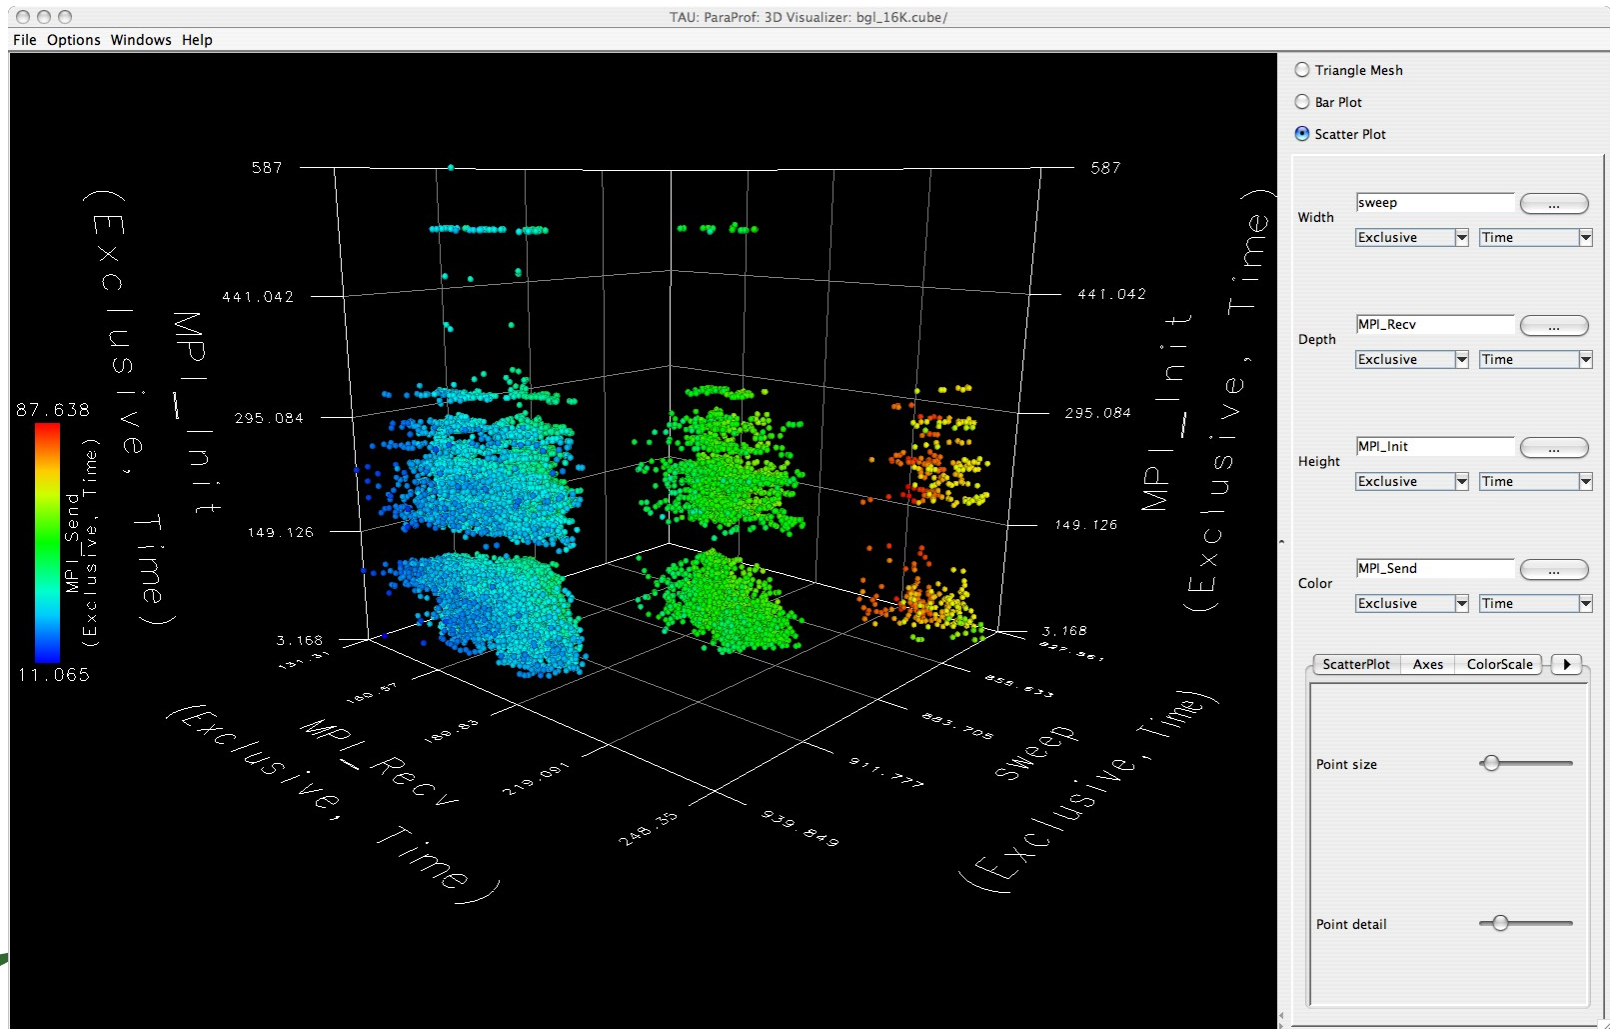 TAU: ParaProf: 3D Visualizer: bgl_16K.cube/
File Options Windows Help
Triangle Mesh
Bar Plot
Scatter Plot
Width
sweep
...
Exclusive
Time
Depth
MPI_Recv
...
Exclusive
Time
Height
MPI_Init
...
Exclusive
Time
Color
MPI_Send
...
Exclusive
Time
ScatterPlot Axes ColorScale
Point size
Point detail
587
441.042
295.084
149.126
3.168
MPI_Init
(Exclusive, Time)
587
441.042
295.084
149.126
3.168
MPI_Init
(Exclusive, Time)
87.638
MPI_Send
(Exclusive, Time)
11.065
131.31
160.57
189.83
219.091
248.35
MPI_Recv
(Exclusive, Time)
827.561
855.633
883.705
911.777
939.849
sweep
(Exclusive, Time)